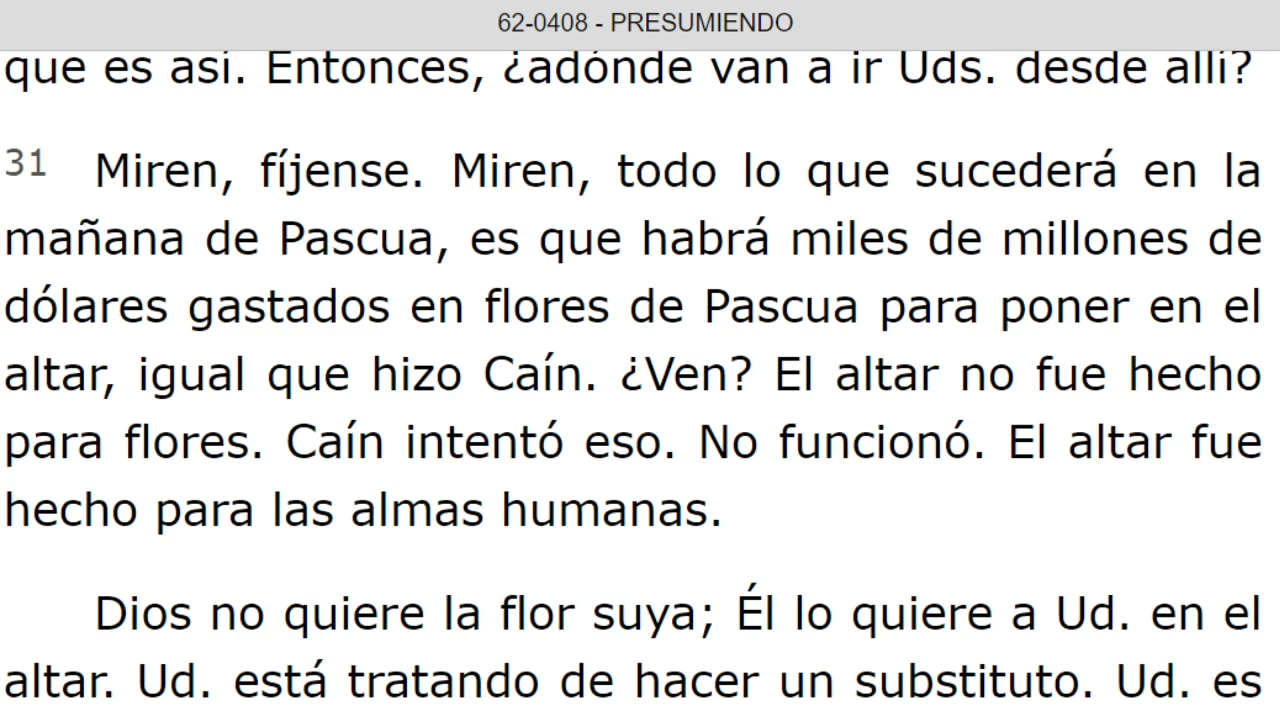 62-0408 - PRESUMIENDO
que es así. Entonces, ¿adónde van a ir Uds. desde allí?
31 Miren, fíjense. Miren, todo lo que sucederá en la
mañana de Pascua, es que habrá miles de millones de
dólares gastados en flores de Pascua para poner en el
altar, igual que hizo Caín. ¿Ven? El altar no fue hecho
para flores. Caín intentó eso. No funcionó. El altar fue
hecho para las almas humanas.
Dios no quiere la flor suya; Él lo quiere a Ud. en el
altar. Ud. está tratando de hacer un substituto. Ud. es